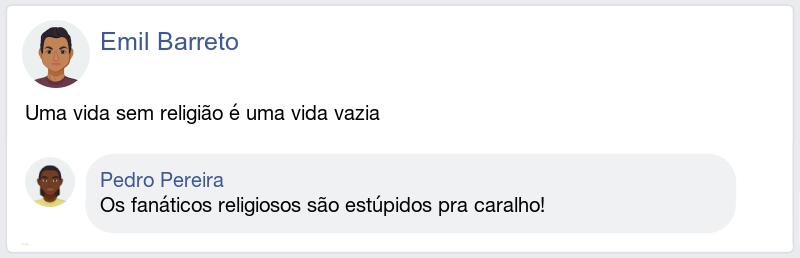 Emil Barreto
Uma vida sem religião é uma vida vazia
Pedro Pereira
Os fanáticos religiosos são estúpidos pra caralho!